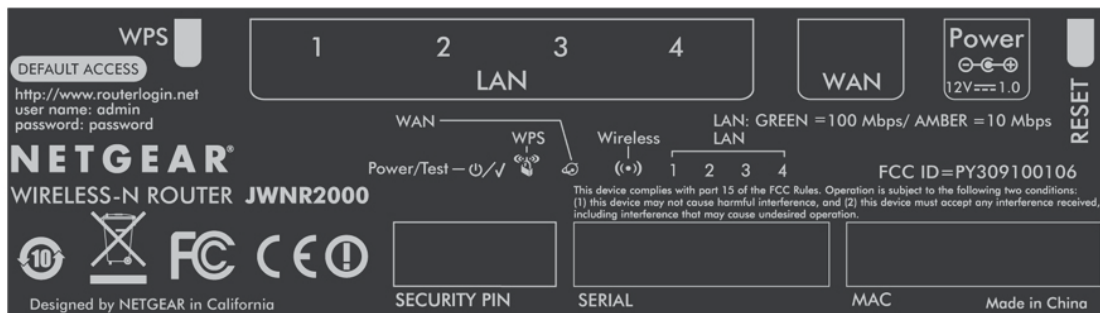 WPS
1 2 3 4
LAN
WAN
Power
12V 1.0
RESET
DEFAULT ACCESS
http://www.routerlogin.net
user name: admin
password: password
NETGEAR®
WIRELESS-N ROUTER JWNR2000
WAN
WPS
Power/Test
Wireless
LAN: GREEN =100 Mbps/ AMBER =10 Mbps
LAN
1 2 3 4
FCC ID=PY309100106
This device complies with part 15 of the FCC Rules. Operation is subject to the following two conditions:
(1) this device may not cause harmful interference, and (2) this device must accept any interference received,
including interference that may cause undesired operation.
10
FC
CE
Designed by NETGEAR in California
SECURITY PIN
SERIAL
MAC
Made in China